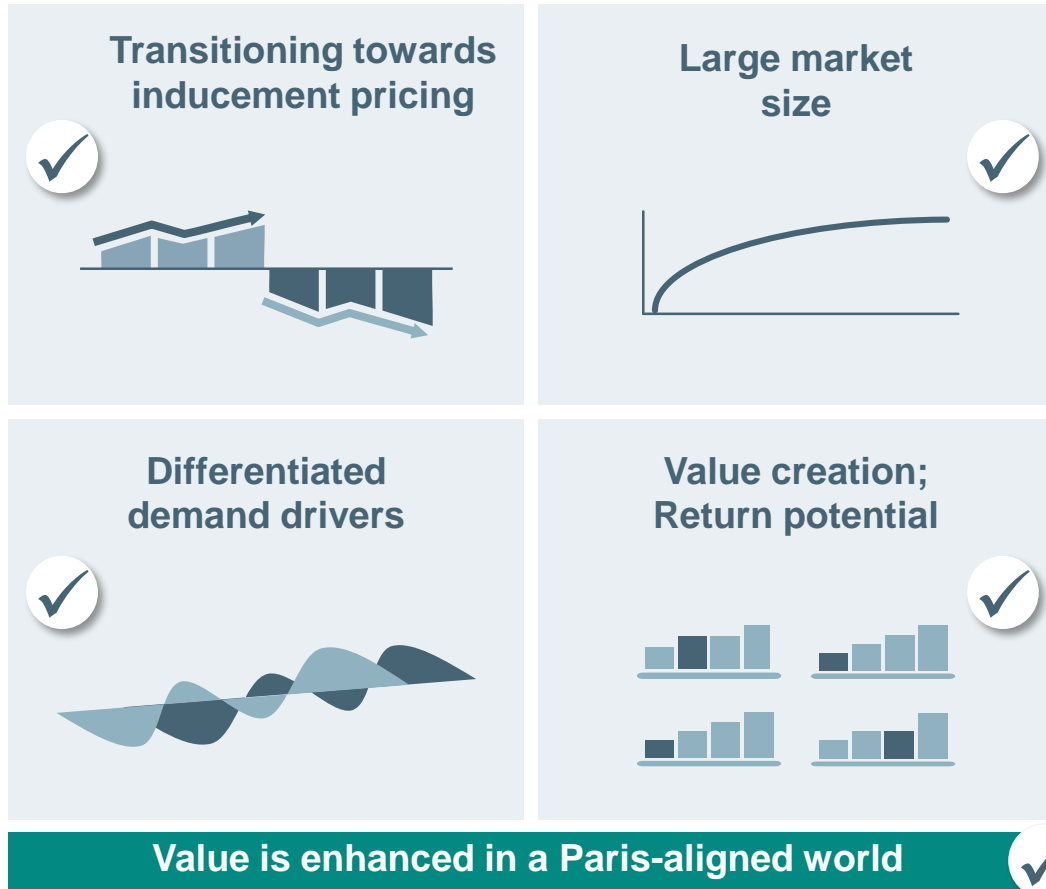 Transitioning towards
inducement pricing
Large market
size
Differentiated
demand drivers
Value creation;
Return potential
Value is enhanced in a Paris-aligned world